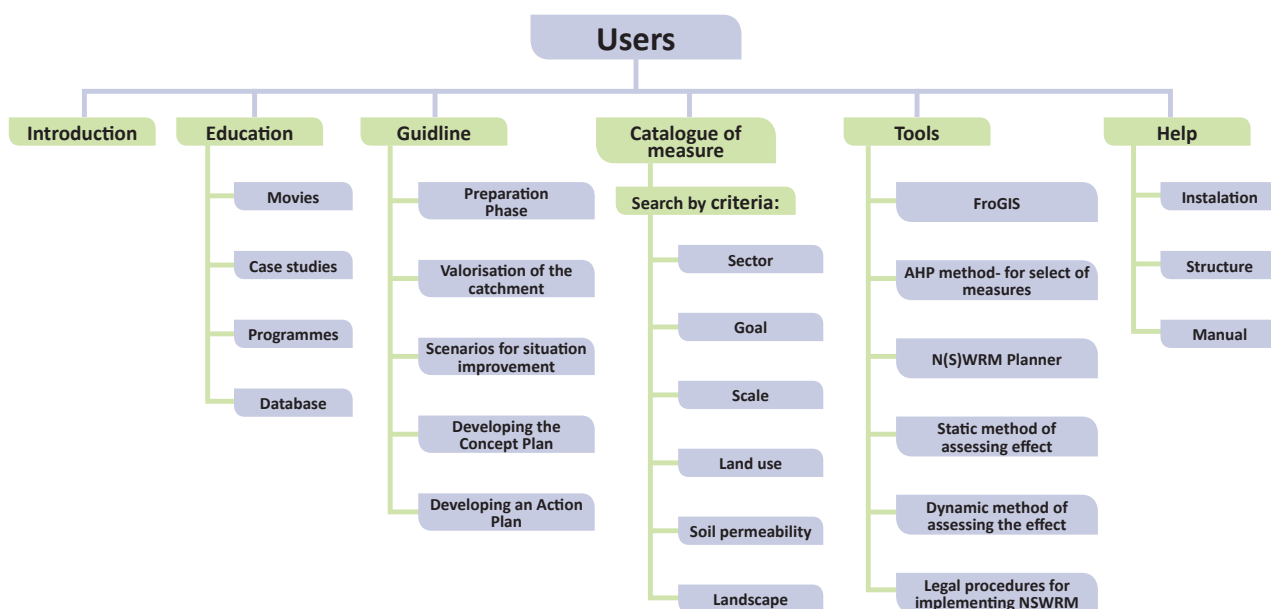 Users
Introduction
Education
Movies
Case studies
Programmes
Database
Guidline
Preparation
Phase
Valorisation of the
catchment
Scenarios for situation
improvement
Developing the
Concept Plan
Developing an Action
Plan
Catalogue of
measure
Search by criteria:
Sector
Goal
Scale
Land use
Soil permeability
Landscape
Tools
FroGIS
AHP method- for select of
measures
N(S)WRM Planner
Static method of
assessing effect
Dynamic method of
assessing the effect
Legal procedures for
implementing NSWRM
Help
Instalation
Structure
Manual